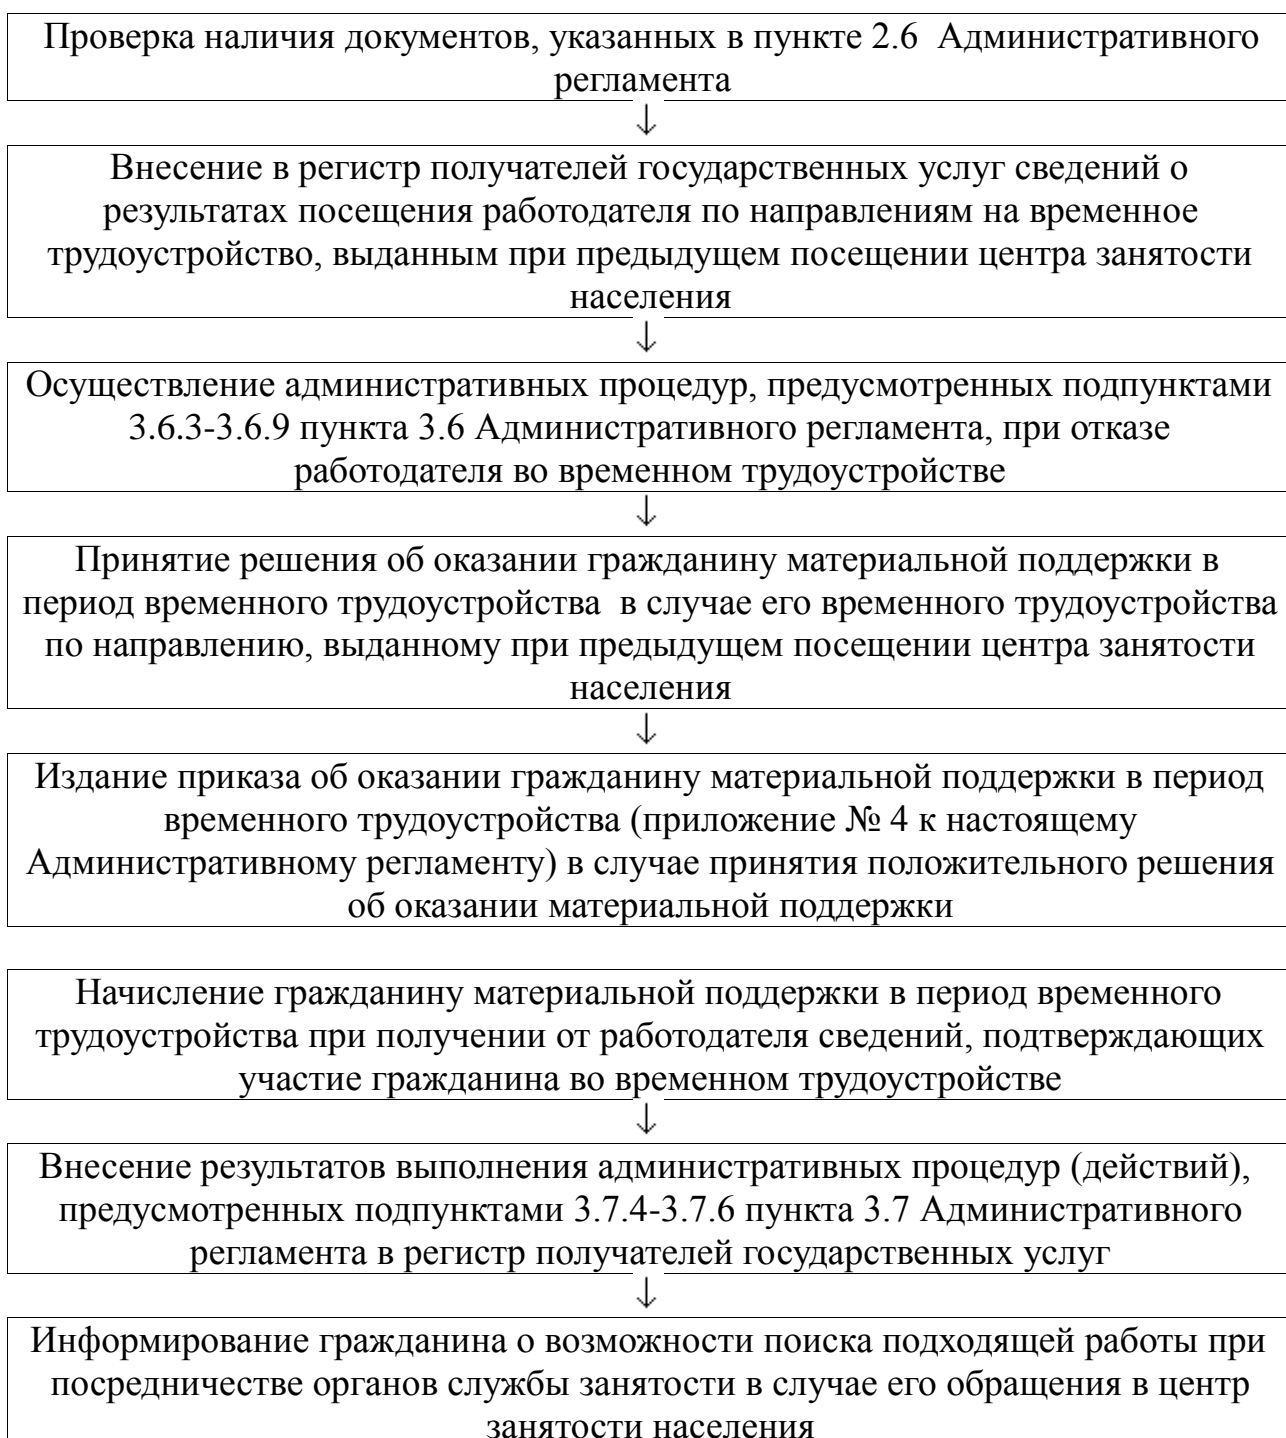 Проверка наличия документов, указанных в пункте 2.6 Административного
регламента
↓
Внесение в регистр получателей государственных услуг сведений о
результатах посещения работодателя по направлениям на временное
трудоустройство, выданным при предыдущем посещении центра занятости
населения
↓
Осуществление административных процедур, предусмотренных подпунктами
3.6.3-3.6.9 пункта 3.6 Административного регламента, при отказе
работодателя во временном трудоустройстве
↓
Принятие решения об оказании гражданину материальной поддержки в
период временного трудоустройства в случае его временного трудоустройства
по направлению, выданному при предыдущем посещении центра занятости
населения
↓
Издание приказа об оказании гражданину материальной поддержки в период
временного трудоустройства (приложение № 4 к настоящему
Административному регламенту) в случае принятия положительного решения
об оказании материальной поддержки
Начисление гражданину материальной поддержки в период временного
трудоустройства при получении от работодателя сведений, подтверждающих
участие гражданина во временном трудоустройстве
↓
Внесение результатов выполнения административных процедур (действий),
предусмотренных подпунктами 3.7.4-3.7.6 пункта 3.7 Административного
регламента в регистр получателей государственных услуг
↓
Информирование гражданина о возможности поиска подходящей работы при
посредничестве органов службы занятости в случае его обращения в центр
занятости населения